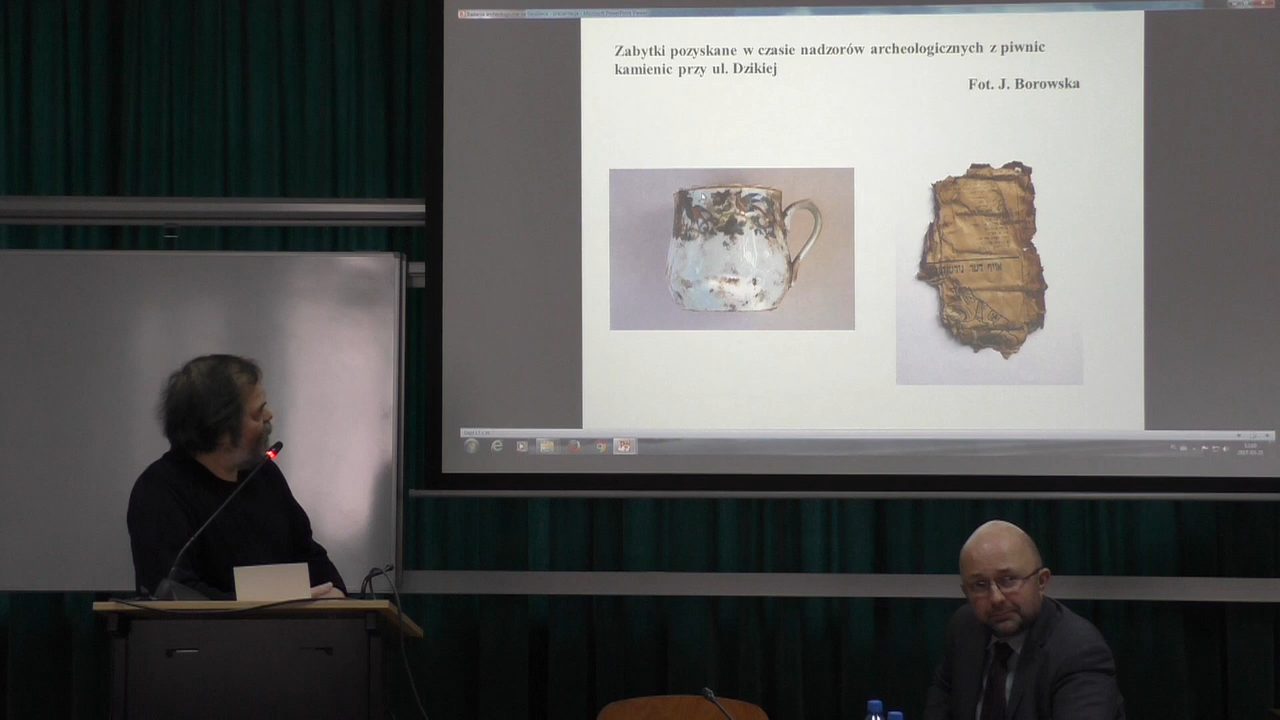 Zabytki pozyskane w czasie nadzorów archeologicznych z piwnic
kamienic przy ul. Dzikiej
Fot. J. Borowska